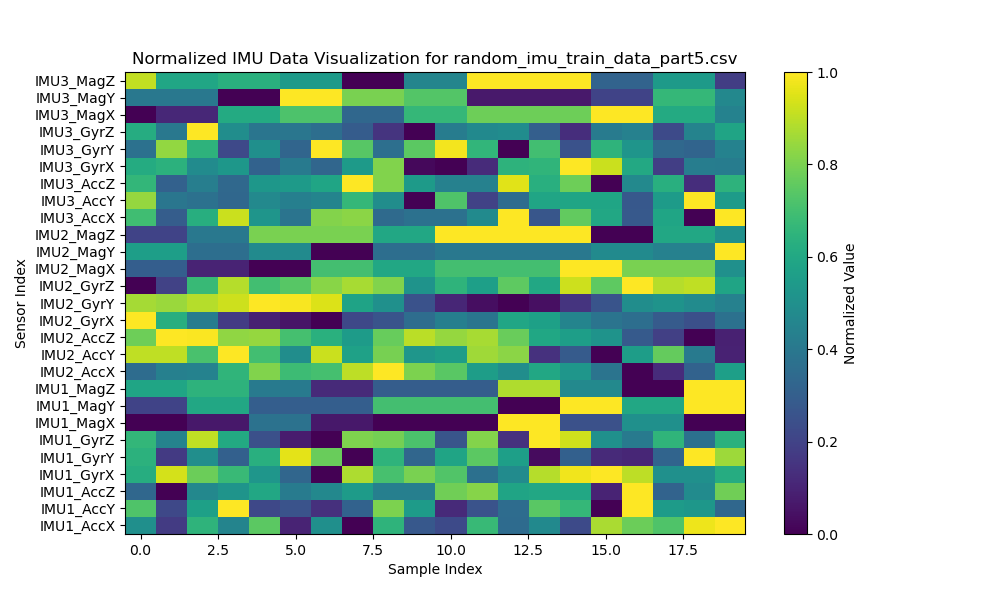 Normalized IMU Data Visualization for random_imu_train_data_part5.csv
IMU3_MagZ
IMU3_MagY
IMU3_MagX
IMU3_GyrZ
IMU3_GyrY
IMU3_GyrX
IMU3_AccZ
IMU3_AccY
IMU3_AccX
IMU2_MagZ
IMU2_MagY
IMU2_MagX
IMU2_GyrZ
IMU2_GyrY
IMU2_GyrX
IMU2_AccZ
IMU2_AccY
IMU2_AccX
IMU1_MagZ
IMU1_MagY
IMU1_MagX
IMU1_GyrZ
IMU1_GyrY
IMU1_GyrX
IMU1_AccZ
IMU1_AccY
IMU1_AccX
Sensor Index
0.0 2.5 5.0 7.5 10.0 12.5 15.0 17.5
Sample Index
1.0
0.8
0.6
0.4
0.2
0.0
Normalized Value